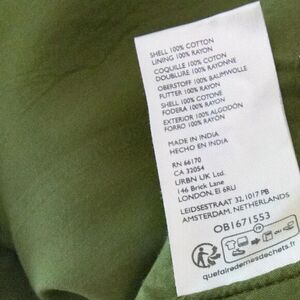 SHELL 100% COTTON
LINING 100% RAYON
COQUILLE 100% COTON
DOUBLURE 100% RAYONNE
OBERSTOFF 100% BAUMWOLLE
FUTTER 100% RAYON
SHELL 100% COTONE
FODERA 100% RAYON
EXTERIOR 100% ALGODÓN
FORRO 100% RAYÓN
MADE IN INDIA
HECHO EN INDIA
RN 66170
CA 32054
URBN UK Ltd.
146 Brick Lane
LONDON, E1 6RU
LEIDSESTRAAT 32, 1017 PB
AMSTERDAM, NETHERLANDS
OB1671553
FR
quefairedemesdechets.fr